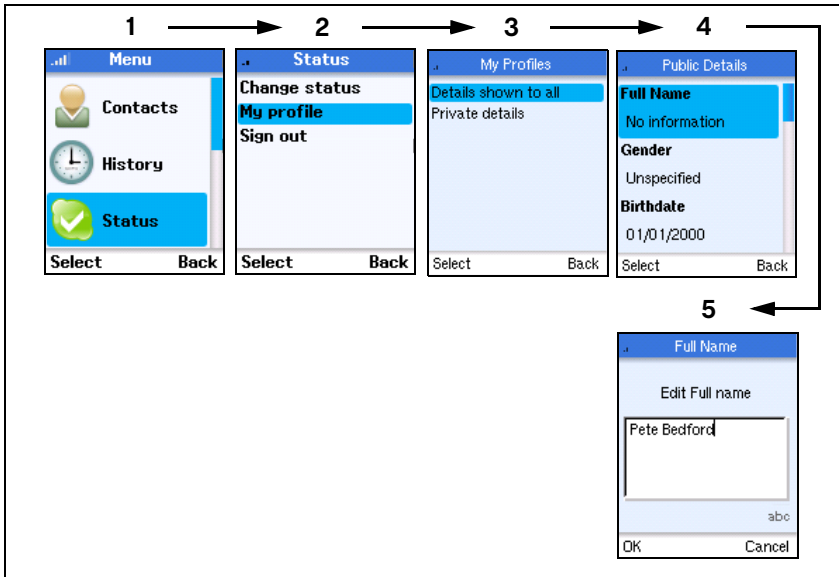 1
2
3
4
Menu
Contacts
History
Status
Select Back
Status
Change status
My profile
Sign out
Select Back
My Profiles
Details shown to all
Private details
Select Back
Public Details
Full Name
No information
Gender
Unspecified
Birthdate
01/01/2000
Select Back
5
Full Name
Edit Full name
Pete Bedford
abc
OK Cancel